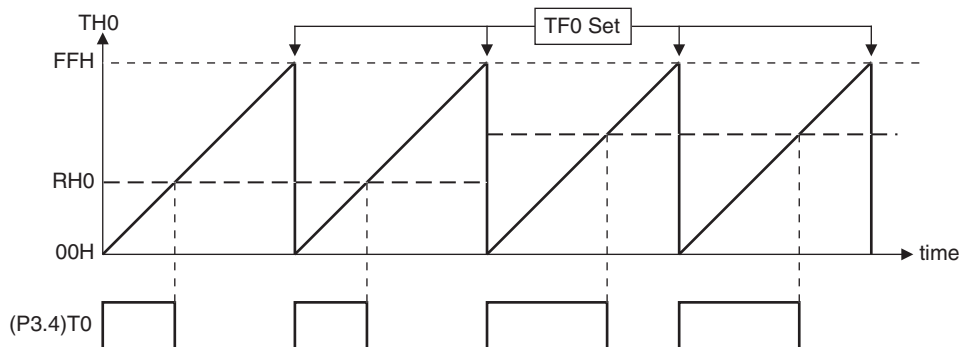 TH0
TF0 Set
FFH
RH0
00H
time
(P3.4)T0